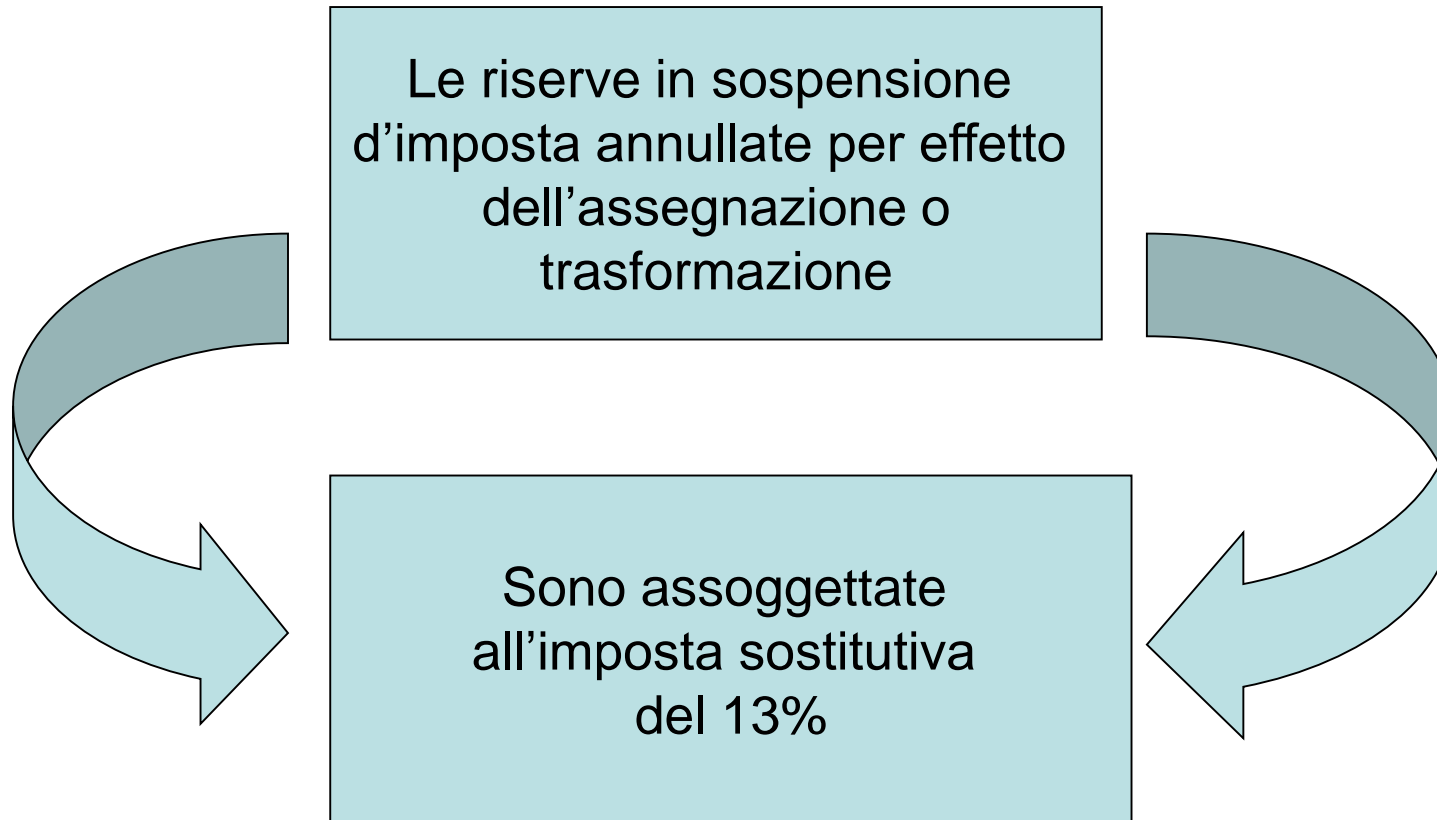 Le riserve in sospensione
d’imposta annullate per effetto
dell’assegnazione o
trasformazione
Sono assoggettate
all’imposta sostitutiva
del 13%